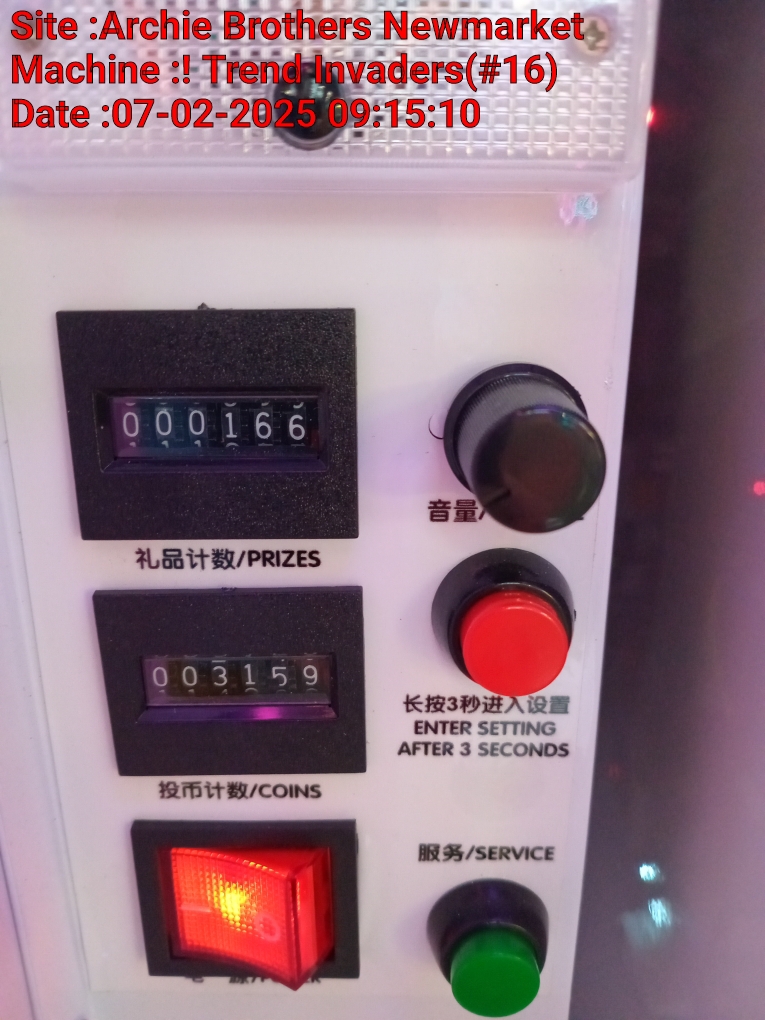 Site :Archie Brothers Newmarket
Machine :! Trend Invaders(#16)
Date :07-02-2025 09:15:10
000166
礼品计数/PRIZES
音量/
003159
投币计数/COINS
长按3秒进入设置
ENTER SETTING
AFTER 3 SECONDS
服务/SERVICE